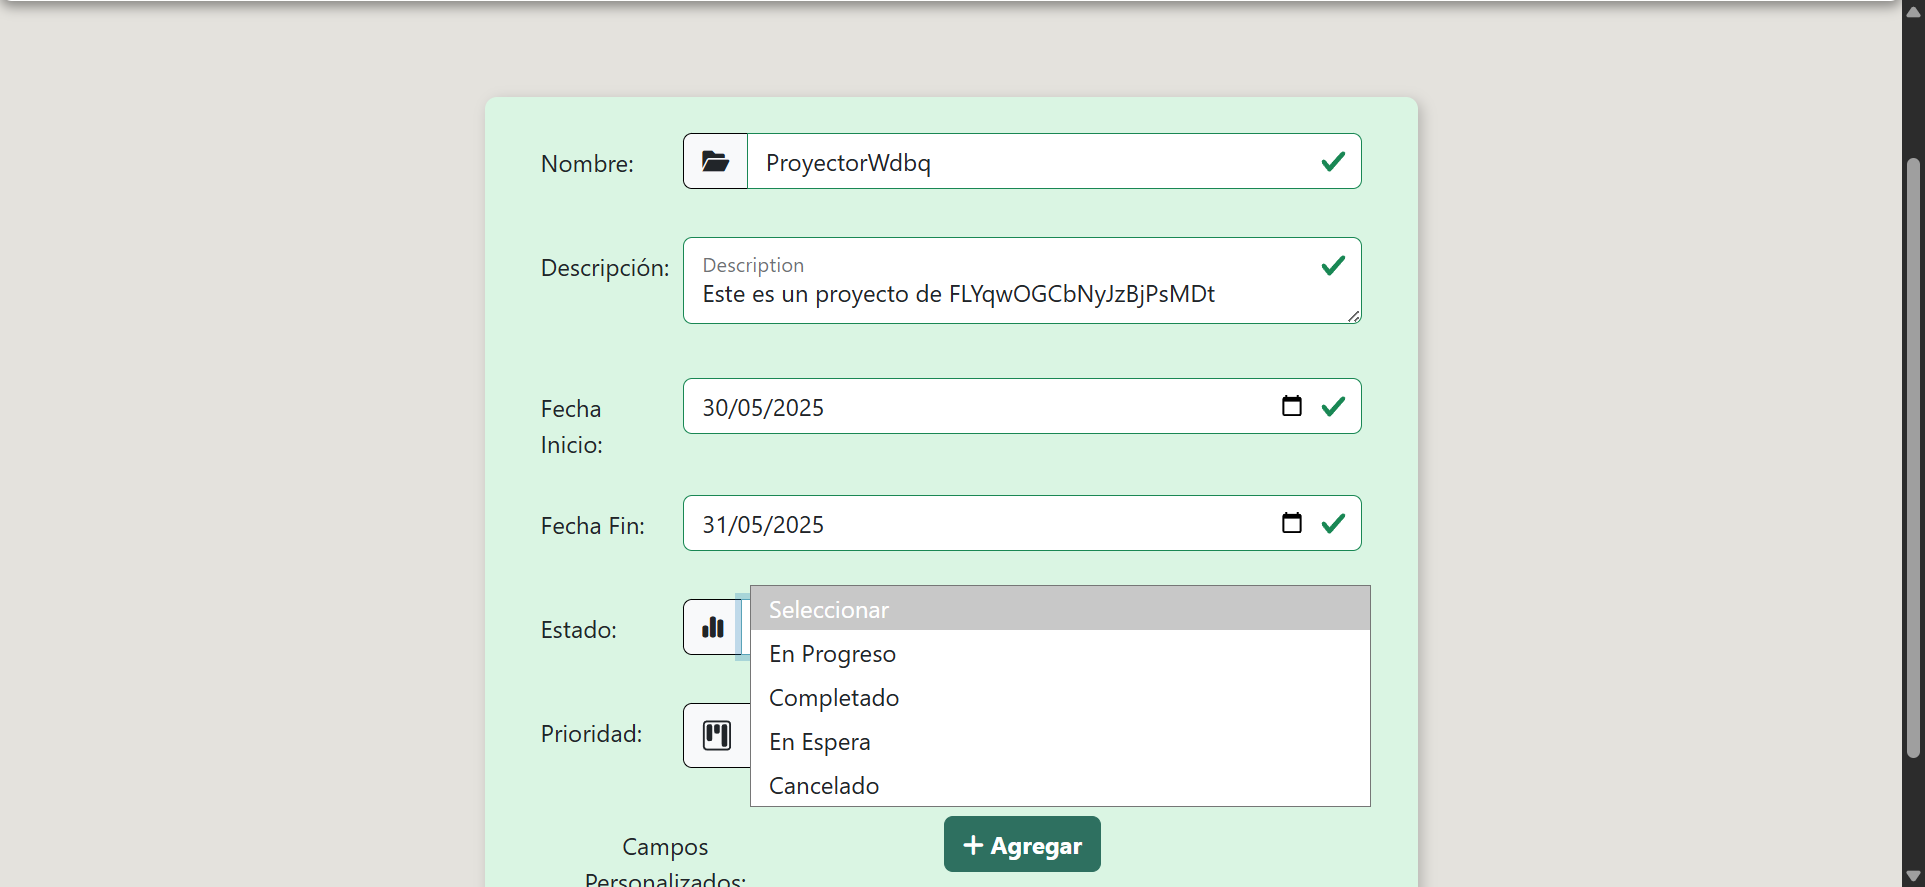 Nombre:
ProyectorWdbq
Descripción:
Description
Este es un proyecto de FLYqwOGCbNyJzBjPsMDt
Fecha
Inicio:
30/05/2025
Fecha Fin:
31/05/2025
Estado:
Seleccionar
En Progreso
Completado
En Espera
Cancelado
Prioridad:
Campos
Personalizados:
+ Agregar